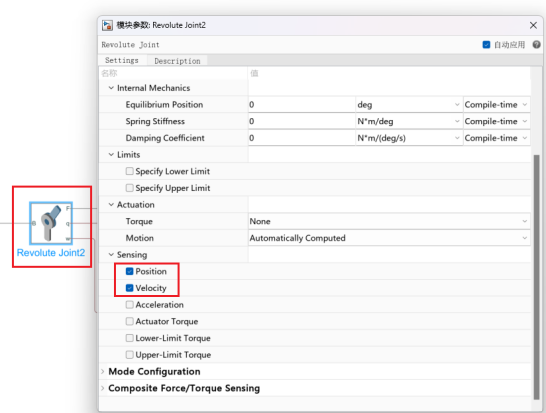 模块参数: Revolute Joint2
Revolute Joint
自动应用
Settings Description
名称 值
Internal Mechanics
Equilibrium Position 0 deg Compile-time
Spring Stiffness 0 N*m/deg Compile-time
Damping Coefficient 0 N*m/(deg/s) Compile-time
Limits
Specify Lower Limit
Specify Upper Limit
Actuation
Torque None
Motion Automatically Computed
Sensing
Position
Velocity
Acceleration
Actuator Torque
Lower-Limit Torque
Upper-Limit Torque
Mode Configuration
Composite Force/Torque Sensing
B F
q
w
Revolute Joint2